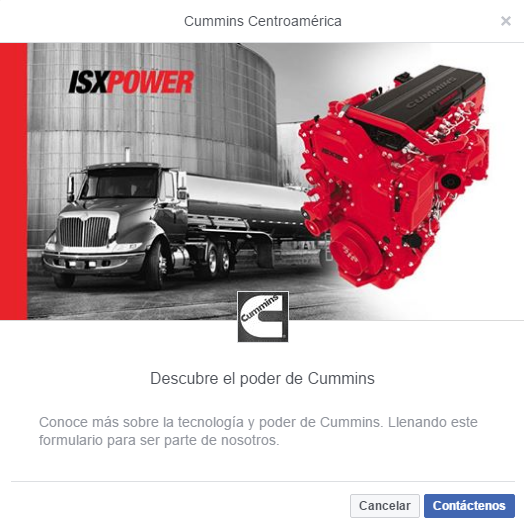 Cummins Centroamérica
ISXPOWER
CUMMINS
Cummins
Descubre el poder de Cummins
Conoce más sobre la tecnología y poder de Cummins. Llenando este
formulario para ser parte de nosotros.
Cancelar Contáctenos